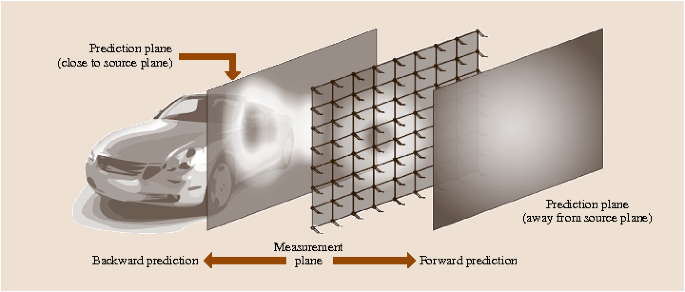 Prediction plane
(close to source plane)
Prediction plane
(away from source plane)
Measurement
plane
Backward prediction
Forward prediction